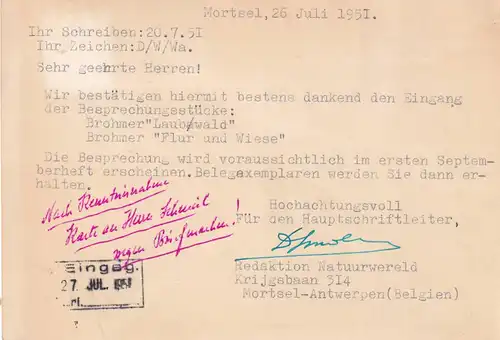 Mortsel, 26 Juli 1951.
Ihr Schreiben:20.7.51
Ihr Zeichen:D/W/Wa.
Sehr geehrte Herren!
Wir bestätigen hiermit bestens dankend den Eingang
der Besprechungsstücke:
Brohmer"Laubwald"
Brohmer "Flur und Wiese"
Die Besprechung wird voraussichtlich im ersten Septem-
berheft erscheinen.Belegexemplaren werden Sie dann er-
halten.
Nach Kenntnisnahme
Karte an Herrn Schmeil
wegen Briefmarken!
Hochachtungsvoll
Für den Hauptschriftleiter,
Redaktion Natuurwereld
Krijgsbaan 314
Mortsel-Antwerpen(Belgien)
Eingeg.
27 JUL. 1951